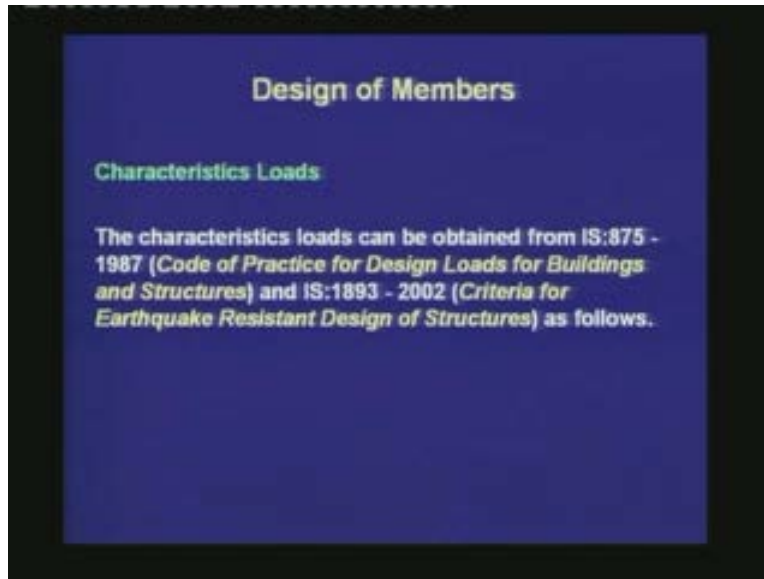 Design of Members
Characteristics Loads
The characteristics loads can be obtained from IS:875 -
1987 (Code of Practice for Design Loads for Buildings
and Structures) and IS:1893 - 2002 (Criteria for
Earthquake Resistant Design of Structures) as follows.